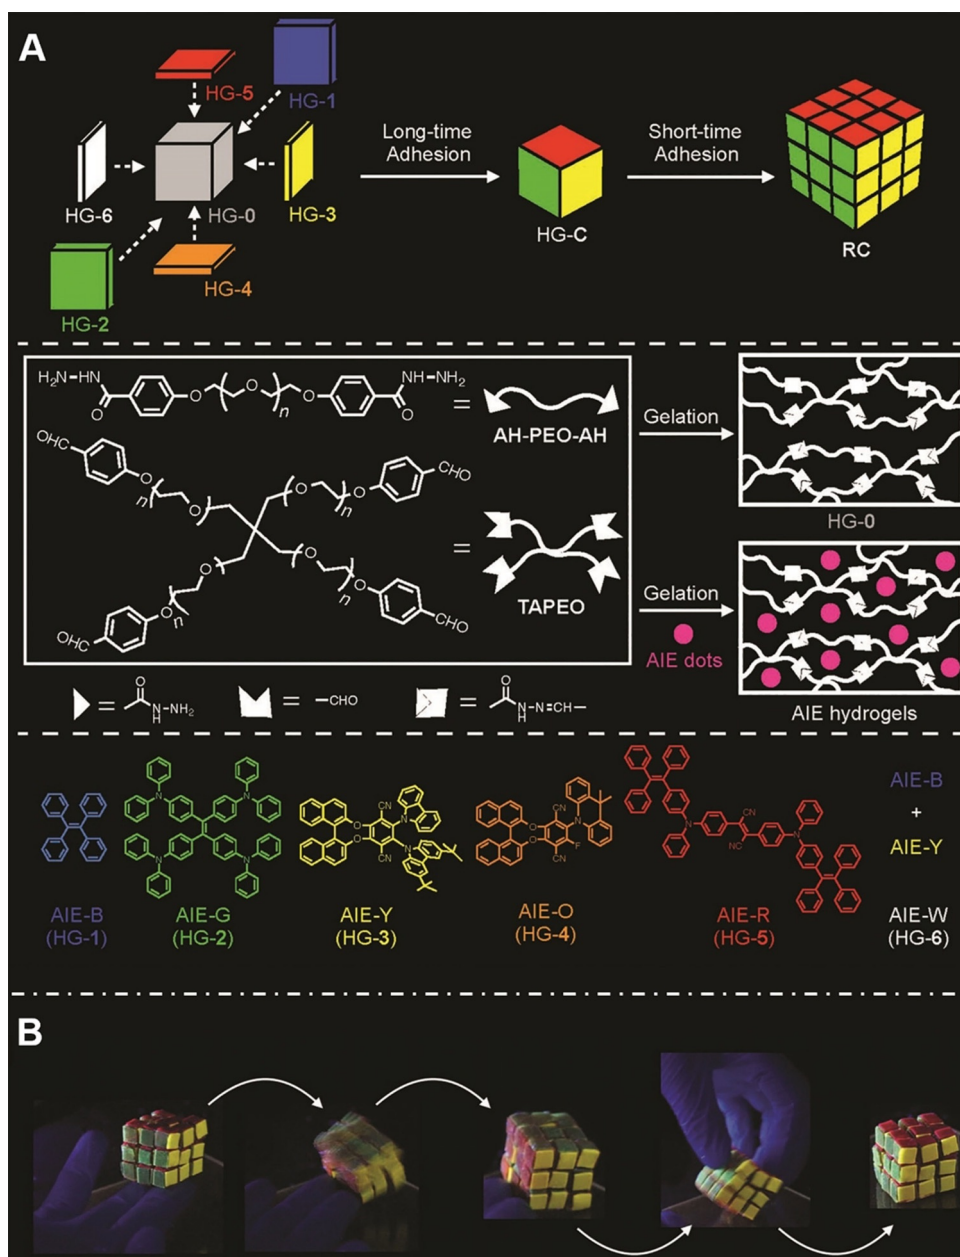 A
HG-5
HG-1
HG-6
HG-0
HG-3
HG-4
HG-2
Long-time
Adhesion
HG-C
Short-time
Adhesion
RC
H₂N-HN
O
O
O
O
n
NH-NH₂
O
=
AH-PEO-AH
Gelation
HG-0
OHC
O
n
O
O
n
O
CHO
OHC
O
n
O
O
n
O
CHO
=
TAPEO
Gelation
AIE dots
AIE hydrogels
=
O
N-NH₂
H
=
-CHO
=
O
N-N=CH-
H
N
N
N
N
CN
N
O
O
N
CN
CN
N
O
O
F
CN
N
CN
NC
N
AIE-B
+
AIE-Y
AIE-B
(HG-1)
AIE-G
(HG-2)
AIE-Y
(HG-3)
AIE-O
(HG-4)
AIE-R
(HG-5)
AIE-W
(HG-6)
B